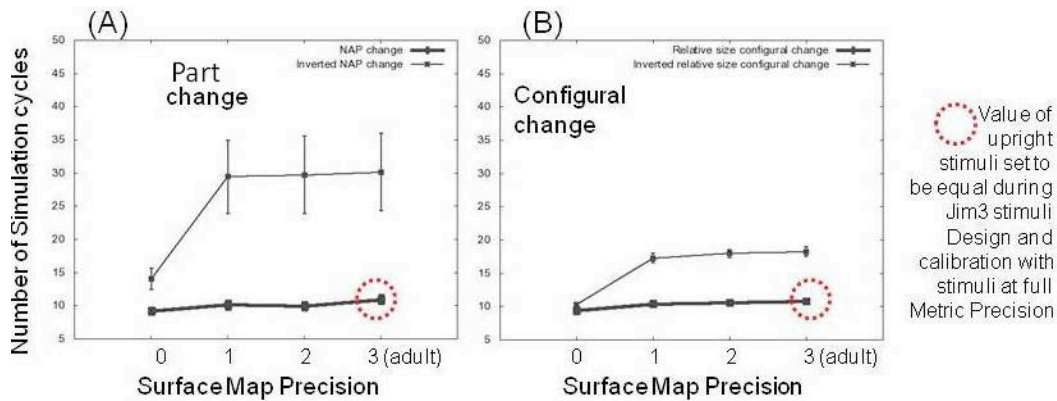 (A)
NAP change
Inverted NAP change
Part
change
50
45
40
35
30
25
20
15
10
5
0
1
2
3 (adult)
Number of Simulation cycles
Surface Map Precision
(B)
Relative size configural change
Inverted relative size configural change
Configural
change
50
45
40
35
30
25
20
15
10
5
0
1
2
3 (adult)
Surface Map Precision
Value of
upright
stimuli set to
be equal during
Jim3 stimuli
Design and
calibration with
stimuli at full
Metric Precision